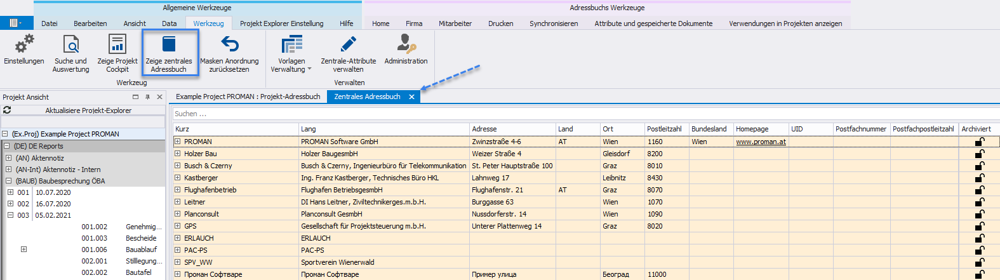 Allgemeine Werkzeuge Adressbuchs Werkzeuge
Datei Bearbeiten Ansicht Data Werkzeug Projekt Explorer Einstellung Hilfe Home Firma Mitarbeiter Drucken Synchronisieren Attribute und gespeicherte Dokumente Verwendungen in Projekten anzeigen
Einstellungen Suche und Zeige Projekt Zeige zentrales Masken Anordnung Vorlagen Zentrale-Attribute Administration
Auswertung Cockpit Adressbuch zurücksetzen Verwaltung verwalten
Werkzeug Verwalten
Projekt Ansicht Example Project PROMAN : Projekt-Adressbuch Zentrales Adressbuch
Aktualisiere Projekt-Explorer Suchen ...
Kurz Lang Adresse Land Ort Postleitzahl Bundesland Homepage UID Postfachnummer Postfachpostleitzahl Archiviert
(Ex.Proj) Example Project PROMAN PROMAN PROMAN Software GmbH Zwinzstraße 4-6 AT Wien 1160 Wien www.proman.at
(DE) DE Reports Holzer Bau Holzer BaugesmbH Weizer Straße 4 Gleisdorf 8200
(AN) Aktennotiz Busch & Czerny Busch & Czerny, Ingenieurbüro für Telekommunikation St. Peter Hauptstraße 100 Graz 8010
(AN-Int) Aktennotiz - Intern Kastberger Ing. Franz Kastberger, Technisches Büro HKL Lahnweg 17 Leibnitz 8430
(BAUB) Baubesprechung ÖBA Flughafenbetrieb Flughafen BetriebsgesmbH Flughafenstr. 21 AT Graz 8070
001 10.07.2020 Leitner DI Hans Leitner, Ziviltechnikerges.m.b.H. Burggasse 63 Wien 1070
002 16.07.2020 Planconsult Planconsult GesmbH Nussdorferstr. 14 Wien 1090
003 05.02.2021 GPS Gesellschaft für Projektsteuerung m.b.H. Unterer Plattenweg 14 Graz 8020
001.002 Genehmig... ERLAUCH ERLAUCH
001.003 Bescheide PAC-PS PAC-PS
001.006 Bauablauf SPV_WW Sportverein Wienerwald
002.001 Stilllegung... Проман Софтваре Проман Софтваре Пример улица Београд 11000
002.002 Bautafel